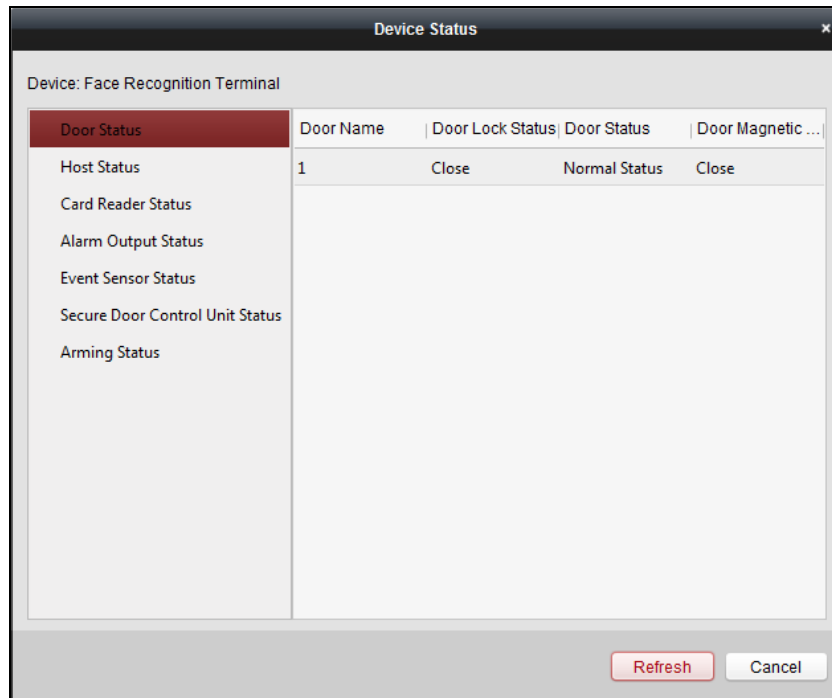 Device Status ×
Device: Face Recognition Terminal
Door Status
Host Status
Card Reader Status
Alarm Output Status
Event Sensor Status
Secure Door Control Unit Status
Arming Status
Door Name Door Lock Status Door Status Door Magnetic ...
1 Close Normal Status Close
Refresh Cancel